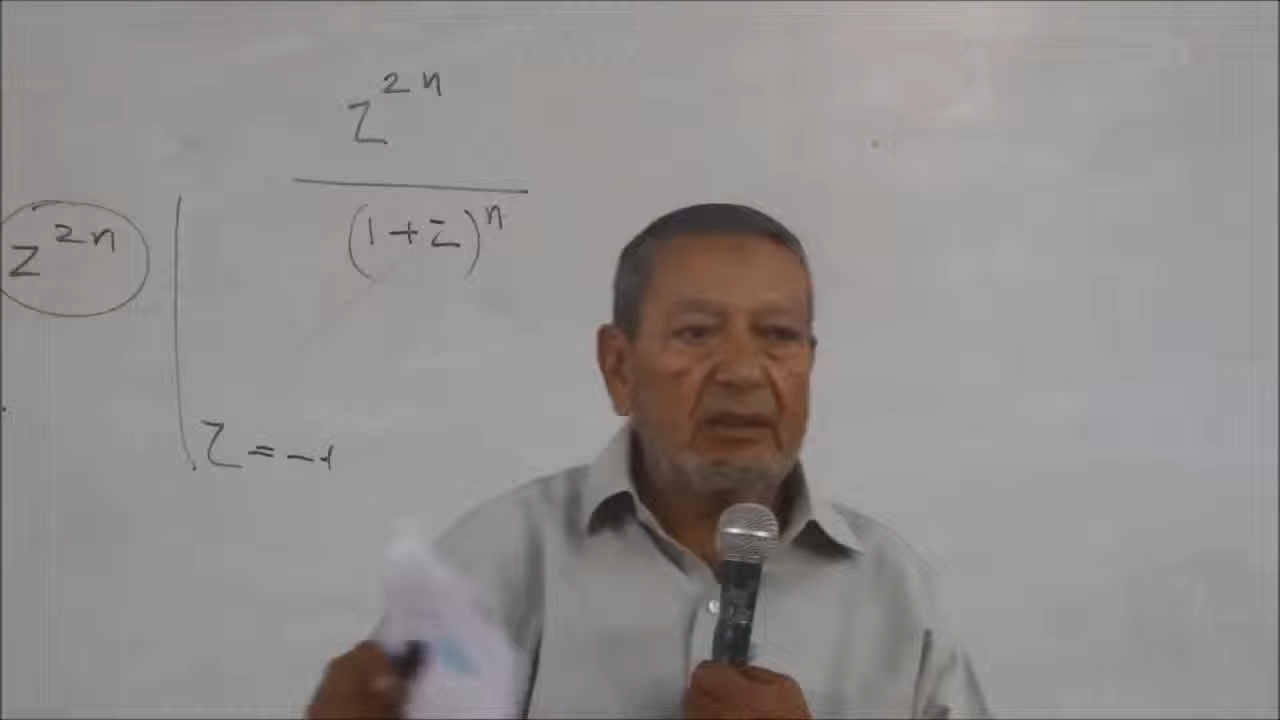 z^{2n}
(1+z)^n
z^{2n} |
z = -1